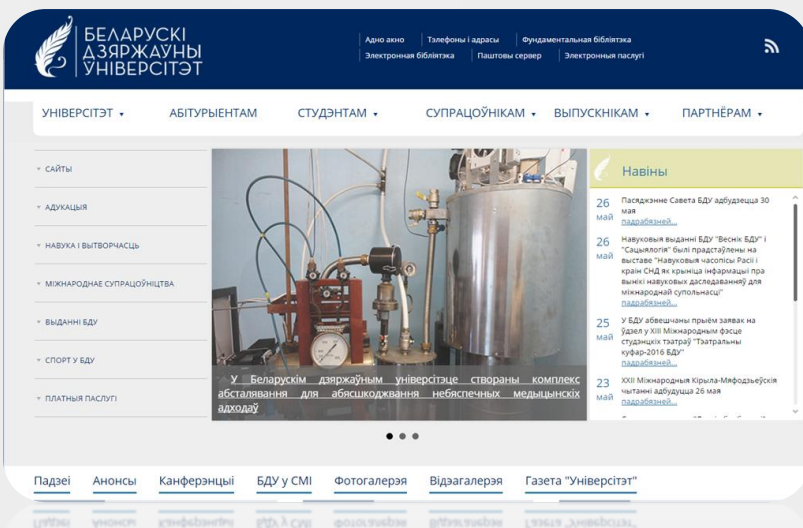 БЕЛАРУСКІ
ДЗЯРЖАЎНЫ
ЎНІВЕРСІТЭТ
Адно акно
Тэлефоны і адрасы
Фундаментальная бібліятэка
Электронная бібліятэка
Паштовы сервер
Электронныя паслугі
УНІВЕРСІТЭТ
АБІТУРЫЕНТАМ
СТУДЭНТАМ
СУПРАЦОЎНІКАМ
ВЫПУСКНІКАМ
ПАРТНЁРАМ
САЙТЫ
АДУКАЦЫЯ
НАВУКА І ВЫТВОРЧАСЦЬ
МІЖНАРОДНАЕ СУПРАЦОЎНІЦТВА
ВЫДАННІ БДУ
СПОРТ У БДУ
ПЛАТНЫЯ ПАСЛУГІ
У Беларускім дзяржаўным універсітэце створаны комплекс
абсталявання для абясшкоджвання небяспечных медыцынскіх
адходаў
Навіны
26
май
Пасяджэнне Савета БДУ адбудзецца 30
мая
падрабязней...
26
май
Навуковыя выданні БДУ "Веснік БДУ" і
"Сацыялогія" былі прадстаўлены на
выставе "Навуковыя часопісы Расіі і
краін СНД як крыніца інфармацыі пра
вынікі навуковых даследаванняў для
міжнароднай супольнасці"
падрабязней...
25
май
У БДУ абвешчаны прыём заявак на
ўдзел у XIII Міжнародным фэсце
студэнцкіх тэатраў "Тэатральны
куфар-2016 БДУ"
падрабязней...
23
май
XXII Міжнародныя Кірыла-Мяфодзьеўскія
чытанні адбудуцца 26 мая
падрабязней...
Падзеі
Анонсы
Канферэнцыі
БДУ у СМІ
Фотогалерэя
Відэагалерэя
Газета "Універсітэт"